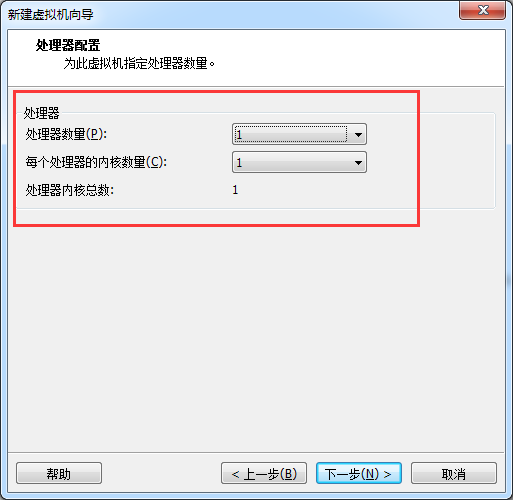 新建虚拟机向导
处理器配置
为此虚拟机指定处理器数量。
处理器
处理器数量(P): 1
每个处理器的内核数量(C): 1
处理器内核总数: 1
帮助 < 上一步(B) 下一步(N) > 取消